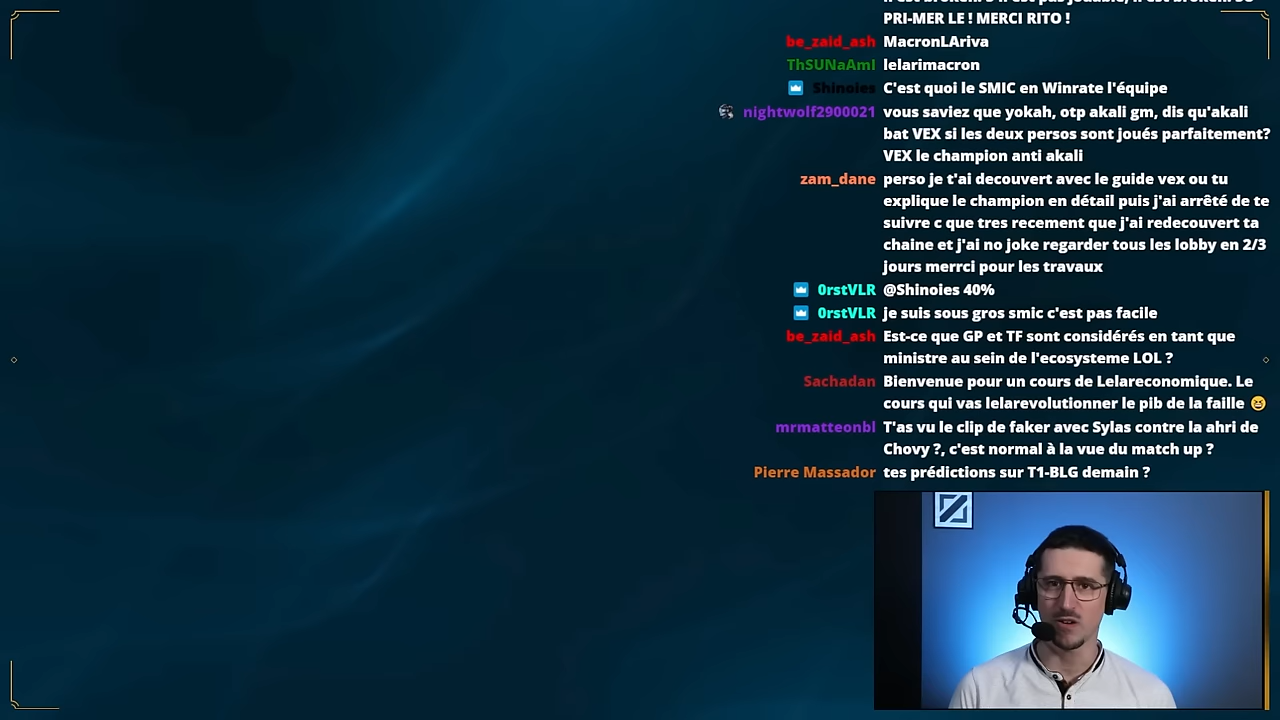 PRI-MER LE ! MERCI RITO !
be_zaid_ash MacronLAriva
ThSUNaAmI lelarimacron
Shinoies C'est quoi le SMIC en Winrate l'équipe
nightwolf2900021 vous saviez que yokah, otp akali gm, dis qu'akali
bat VEX si les deux persos sont joués parfaitement?
VEX le champion anti akali
zam_dane perso je t'ai decouvert avec le guide vex ou tu
explique le champion en détail puis j'ai arrêté de te
suivre c que tres recement que j'ai redecouvert ta
chaine et j'ai no joke regarder tous les lobby en 2/3
jours merrci pour les travaux
0rstVLR @Shinoies 40%
0rstVLR je suis sous gros smic c'est pas facile
be_zaid_ash Est-ce que GP et TF sont considérés en tant que
ministre au sein de l'ecosysteme LOL ?
Sachadan Bienvenue pour un cours de Lelareconomique. Le
cours qui vas lelarevolutionner le pib de la faille
mrmatteonbl T'as vu le clip de faker avec Sylas contre la ahri de
Chovy ?, c'est normal à la vue du match up ?
Pierre Massador tes prédictions sur T1-BLG demain ?